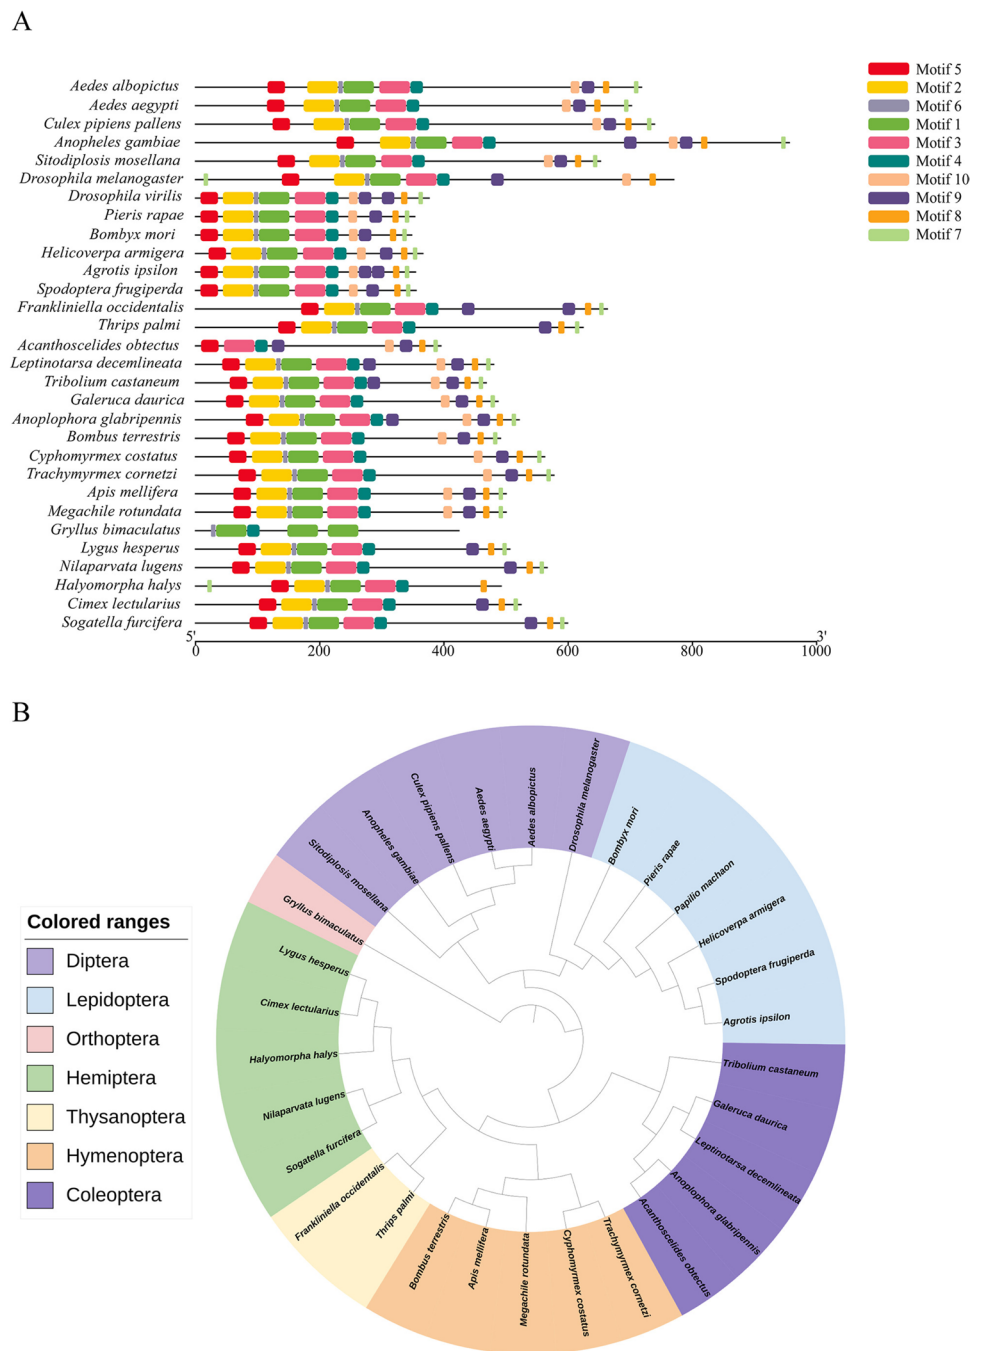 A
Aedes albopictus
Aedes aegypti
Culex pipiens pallens
Anopheles gambiae
Sitodiplosis mosellana
Drosophila melanogaster
Drosophila virilis
Pieris rapae
Bombyx mori
Helicoverpa armigera
Agrotis ipsilon
Spodoptera frugiperda
Frankliniella occidentalis
Thrips palmi
Acanthoscelides obtectus
Leptinotarsa decemlineata
Tribolium castaneum
Galeruca daurica
Anoplophora glabripennis
Bombus terrestris
Cyphomyrmex costatus
Trachymyrmex cornetzi
Apis mellifera
Megachile rotundata
Gryllus bimaculatus
Lygus hesperus
Nilaparvata lugens
Halyomorpha halys
Cimex lectularius
Sogatella furcifera
5' 3'
0 200 400 600 800 1000
Motif 5
Motif 2
Motif 6
Motif 1
Motif 3
Motif 4
Motif 10
Motif 9
Motif 8
Motif 7
B
Colored ranges
Diptera
Lepidoptera
Orthoptera
Hemiptera
Thysanoptera
Hymenoptera
Coleoptera
Gryllus bimaculatus
Sitodiplosis mosellana
Anopheles gambiae
Culex pipiens pallens
Aedes aegypti
Aedes albopictus
Drosophila melanogaster
Bombyx mori
Pieris rapae
Papilio machaon
Helicoverpa armigera
Spodoptera frugiperda
Agrotis ipsilon
Tribolium castaneum
Galeruca daurica
Leptinotarsa decemlineata
Anoplophora glabripennis
Acanthoscelides obtectus
Trachymyrmex cornetzi
Cyphomyrmex costatus
Megachile rotundata
Apis mellifera
Bombus terrestris
Thrips palmi
Frankliniella occidentalis
Sogatella furcifera
Nilaparvata lugens
Halyomorpha halys
Cimex lectularius
Lygus hesperus